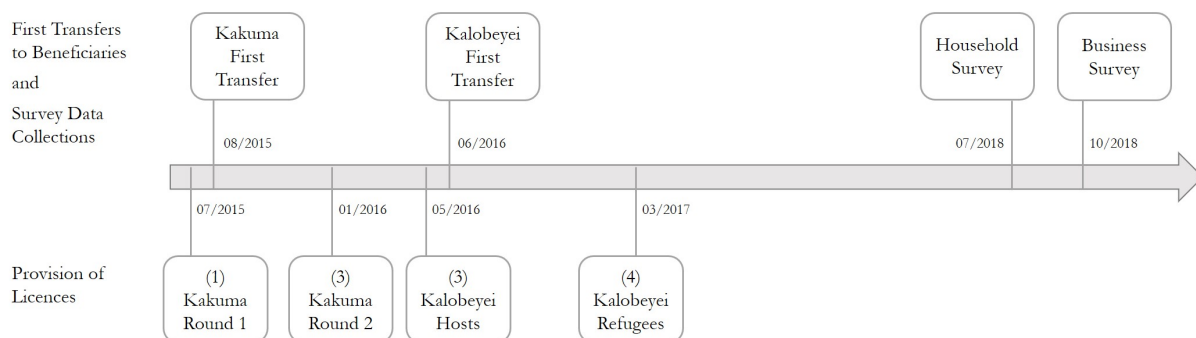 First Transfers
to Beneficiaries
and
Survey Data
Collections
Kakuma
First
Transfer
Kalobeyei
First
Transfer
Household
Survey
Business
Survey
08/2015
06/2016
07/2018
10/2018
07/2015
01/2016
05/2016
03/2017
Provision of
Licences
(1)
Kakuma
Round 1
(3)
Kakuma
Round 2
(3)
Kalobeyei
Hosts
(4)
Kalobeyei
Refugees